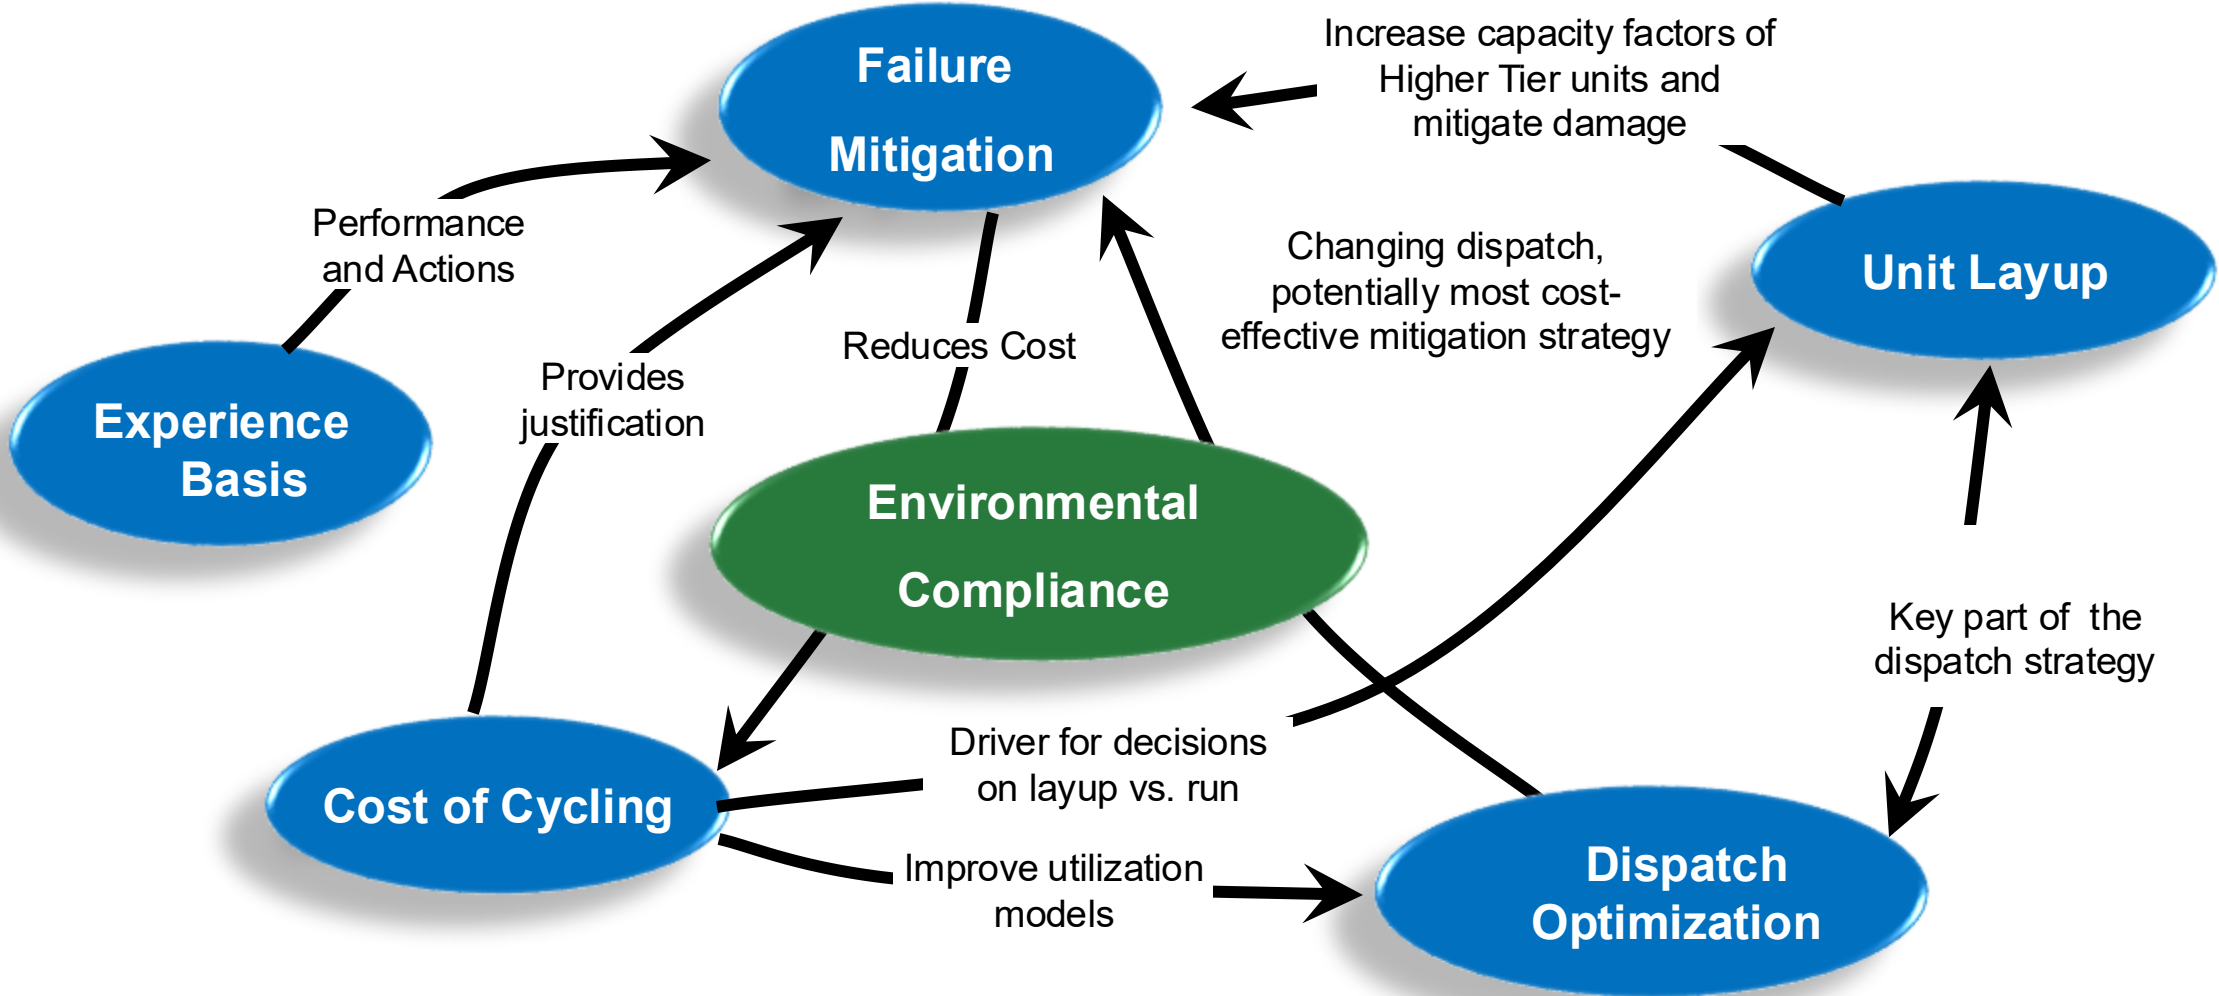 Failure
Mitigation
Increase capacity factors of
Higher Tier units and
mitigate damage
Performance
and Actions
Changing dispatch,
potentially most cost-
effective mitigation strategy
Unit Layup
Reduces Cost
Provides
justification
Experience
Basis
Environmental
Compliance
Key part of  the
dispatch strategy
Driver for decisions
on layup vs. run
Cost of Cycling
Improve utilization
models
Dispatch
Optimization